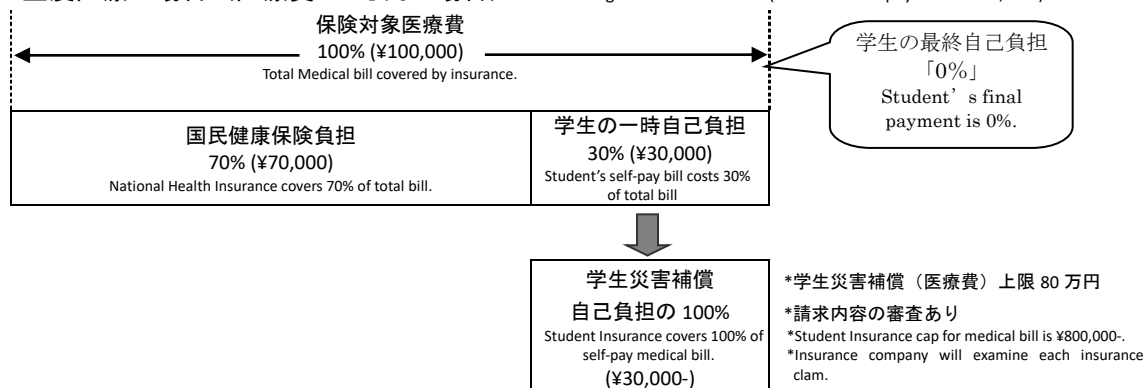 保険対象医療費
100% (¥100,000)
Total Medical bill covered by insurance.
学生の最終自己負担
「0%」
Student’s final
payment is 0%.
国民健康保険負担
70% (¥70,000)
National Health Insurance covers 70% of total bill.
学生の一時自己負担
30% (¥30,000)
Student’s self-pay bill costs 30%
of total bill
学生災害補償
自己負担の 100%
Student Insurance covers 100% of
self-pay medical bill.
(¥30,000-)
*学生災害補償（医療費）上限 80 万円
*請求内容の審査あり
*Student Insurance cap for medical bill is ¥800,000-.
*Insurance company will examine each insurance
clam.